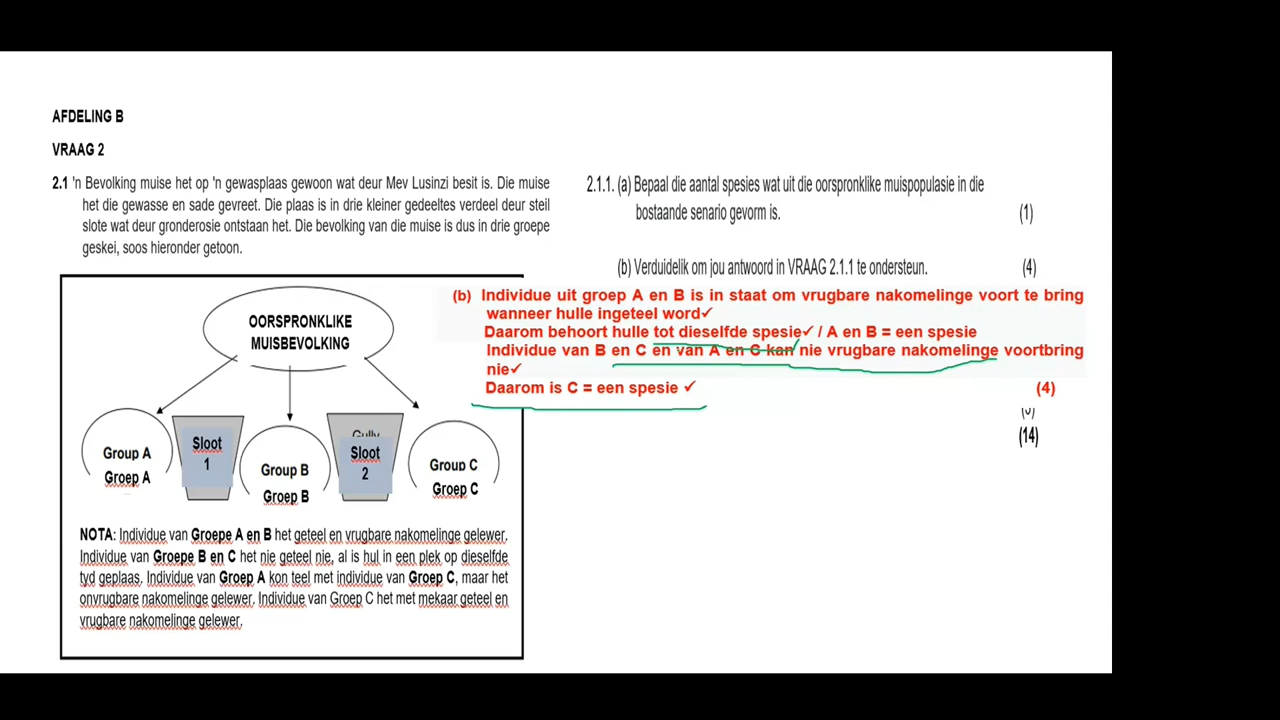 AFDELING B
VRAAG 2
2.1 'n Bevolking muise het op 'n gewasplaas gewoon wat deur Mev Lusinzi besit is. Die muise
het die gewasse en sade gevreet. Die plaas is in drie kleiner gedeeltes verdeel deur steil
slote wat deur gronderosie ontstaan het. Die bevolking van die muise is dus in drie groepe
geskei, soos hieronder getoon.
OORSPRONKLIKE
MUISBEVOLKING
Group A
Groep A
Sloot
1
Group B
Groep B
Gully
Sloot
2
Group C
Groep C
NOTA: Individue van Groepe A en B het geteel en vrugbare nakomelinge gelewer.
Individue van Groepe B en C het nie geteel nie, al is hul in een plek op dieselfde
tyd geplaas. Individue van Groep A kon teel met individue van Groep C, maar het
onvrugbare nakomelinge gelewer. Individue van Groep C het met mekaar geteel en
vrugbare nakomelinge gelewer.
2.1.1. (a) Bepaal die aantal spesies wat uit die oorspronklike muispopulasie in die
bostaande senario gevorm is. (1)
(b) Verduidelik om jou antwoord in VRAAG 2.1.1 te ondersteun. (4)
(b) Individue uit groep A en B is in staat om vrugbare nakomelinge voort te bring
wanneer hulle ingeteel word✓
Daarom behoort hulle tot dieselfde spesie✓ / A en B = een spesie
Individue van B en C en van A en C kan nie vrugbare nakomelinge voortbring
nie✓
Daarom is C = een spesie ✓ (4)
(14)